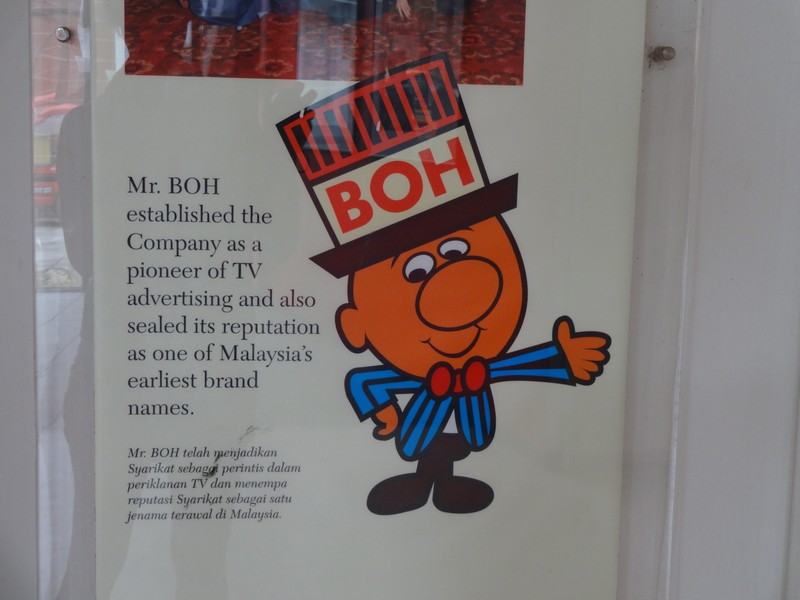 BOH
Mr. BOH
established the
Company as a
pioneer of TV
advertising and also
sealed its reputation
as one of Malaysia's
earliest brand
names.
Mr. BOH telah menjadikan
Syarikat sebagai perintis dalam
periklanan TV dan menempa
reputasi Syarikat sebagai satu
jenama terawal di Malaysia.